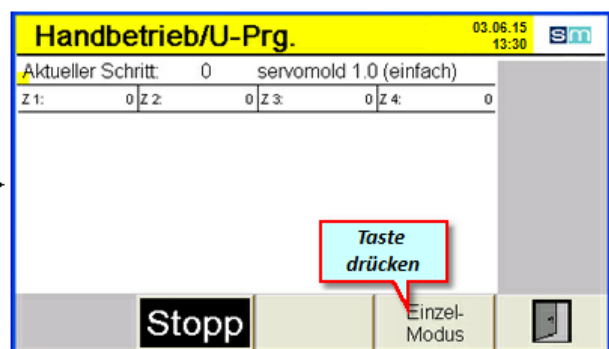 Handbetrieb/U-Prg.
03.06.15
13:30
sm
Aktueller Schritt: 0 servomold 1.0 (einfach)
Z 1: 0 Z 2: 0 Z 3: 0 Z 4: 0
Taste
drücken
Stopp
Einzel-
Modus